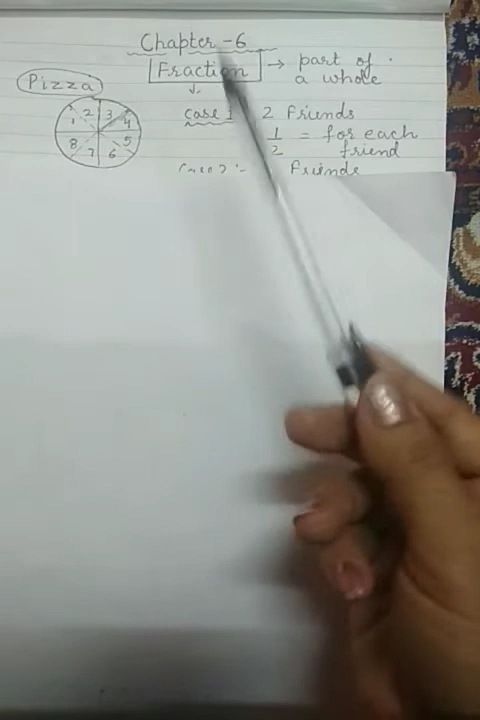 Chapter-6
Fraction → part of a whole
Pizza
1 2 3 4 5 6 7 8
Case 1 2 Friends
1/2 = for each friend
Friends